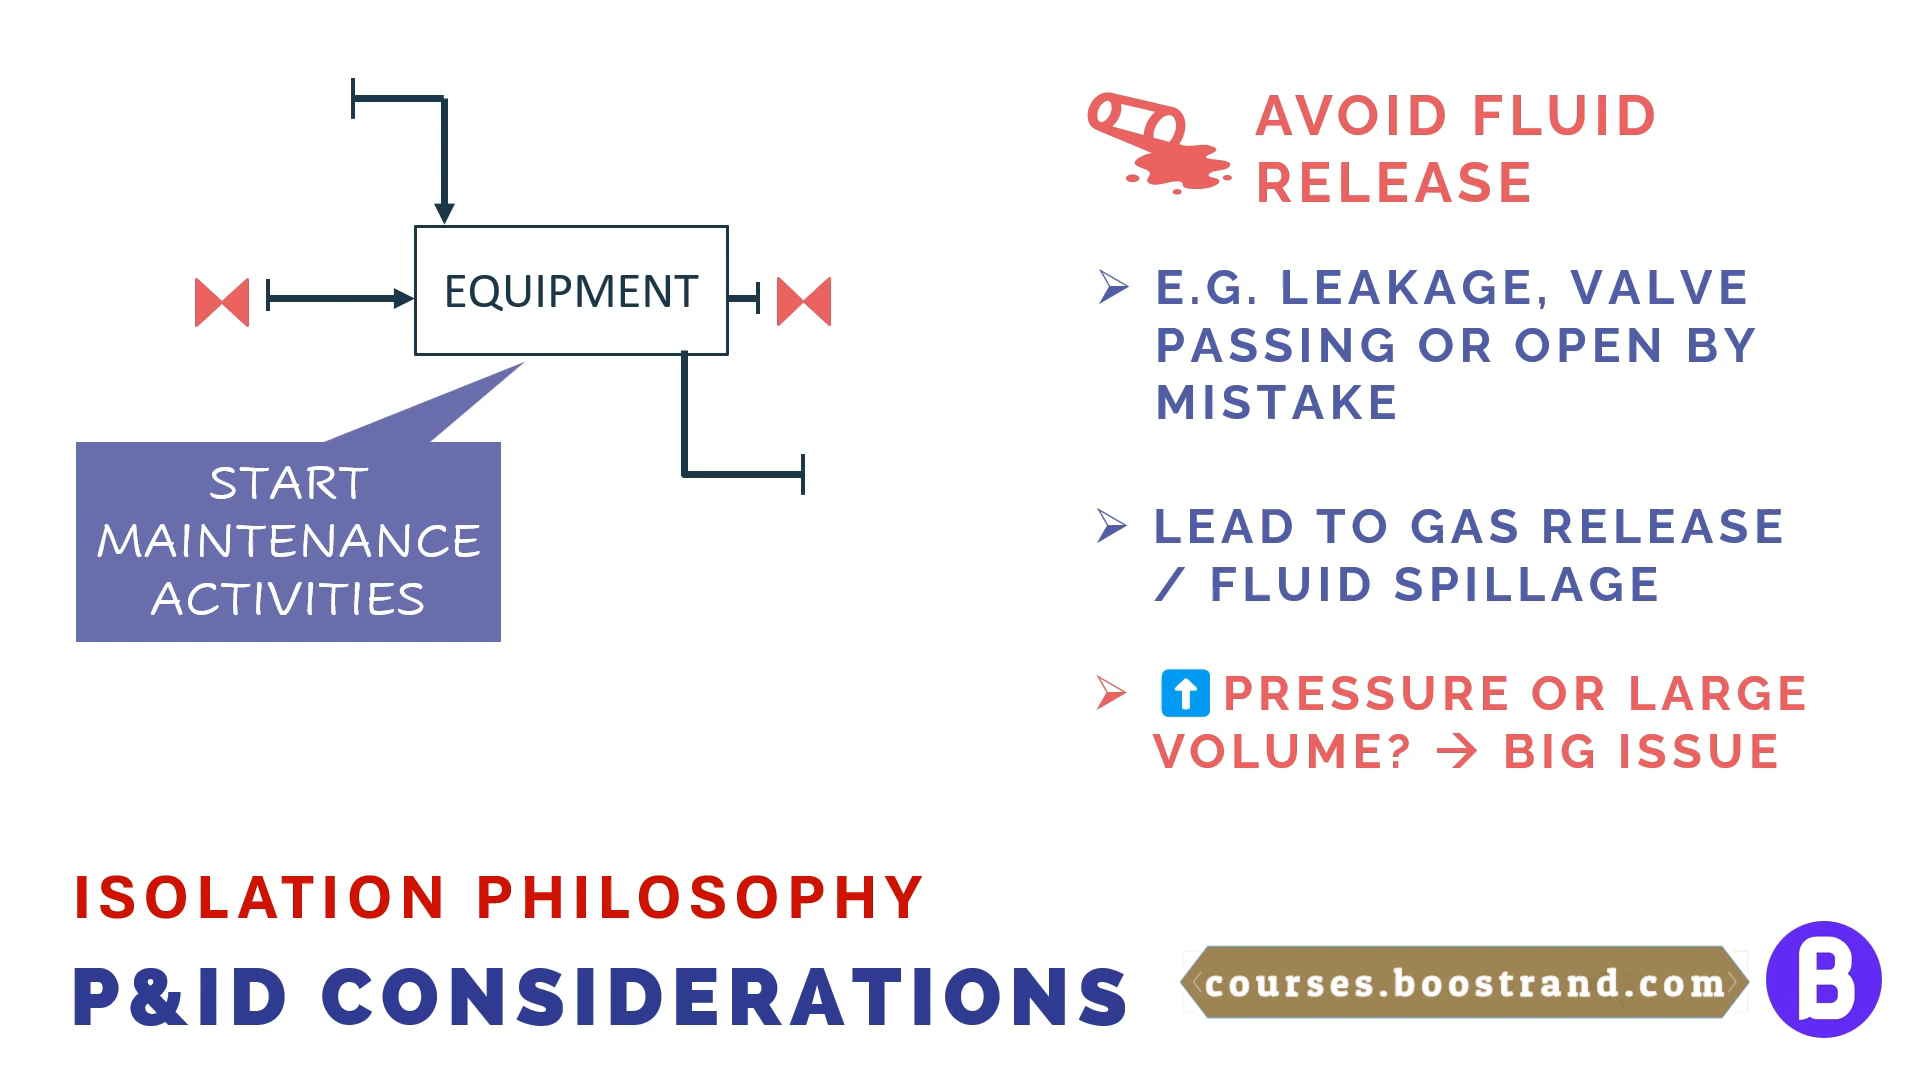 AVOID FLUID
RELEASE
EQUIPMENT
E.G. LEAKAGE, VALVE
PASSING OR OPEN BY
MISTAKE
START
MAINTENANCE
ACTIVITIES
LEAD TO GAS RELEASE
/ FLUID SPILLAGE
⬆ PRESSURE OR LARGE
VOLUME? → BIG ISSUE
ISOLATION PHILOSOPHY
P&ID CONSIDERATIONS
courses.boostrand.com
B